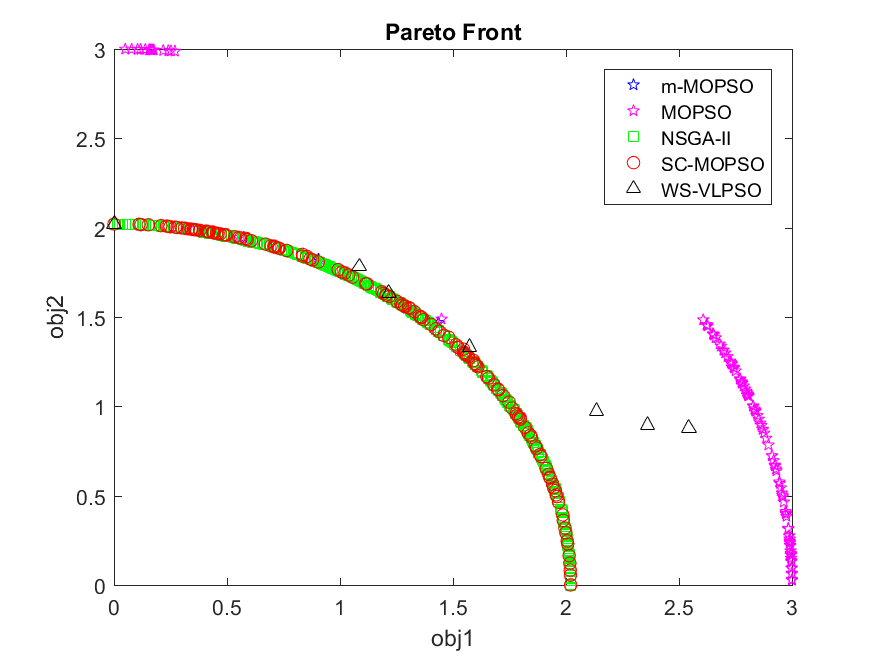 Pareto Front
3
2.5
2
1.5
1
0.5
0
obj2
0
0.5
1
1.5
2
2.5
3
obj1
m-MOPSO
MOPSO
NSGA-II
SC-MOPSO
WS-VLPSO